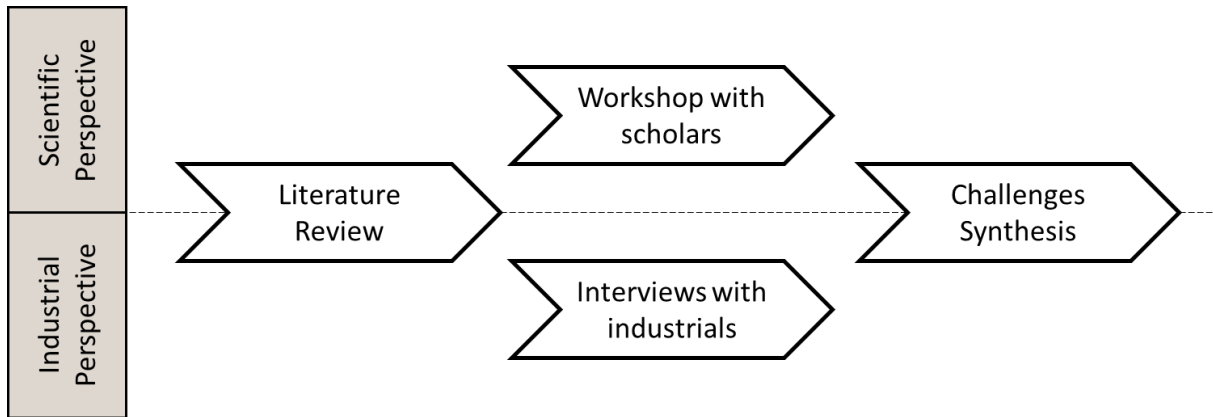 Scientific
Perspective
Industrial
Perspective
Literature
Review
Workshop with
scholars
Interviews with
industrials
Challenges
Synthesis